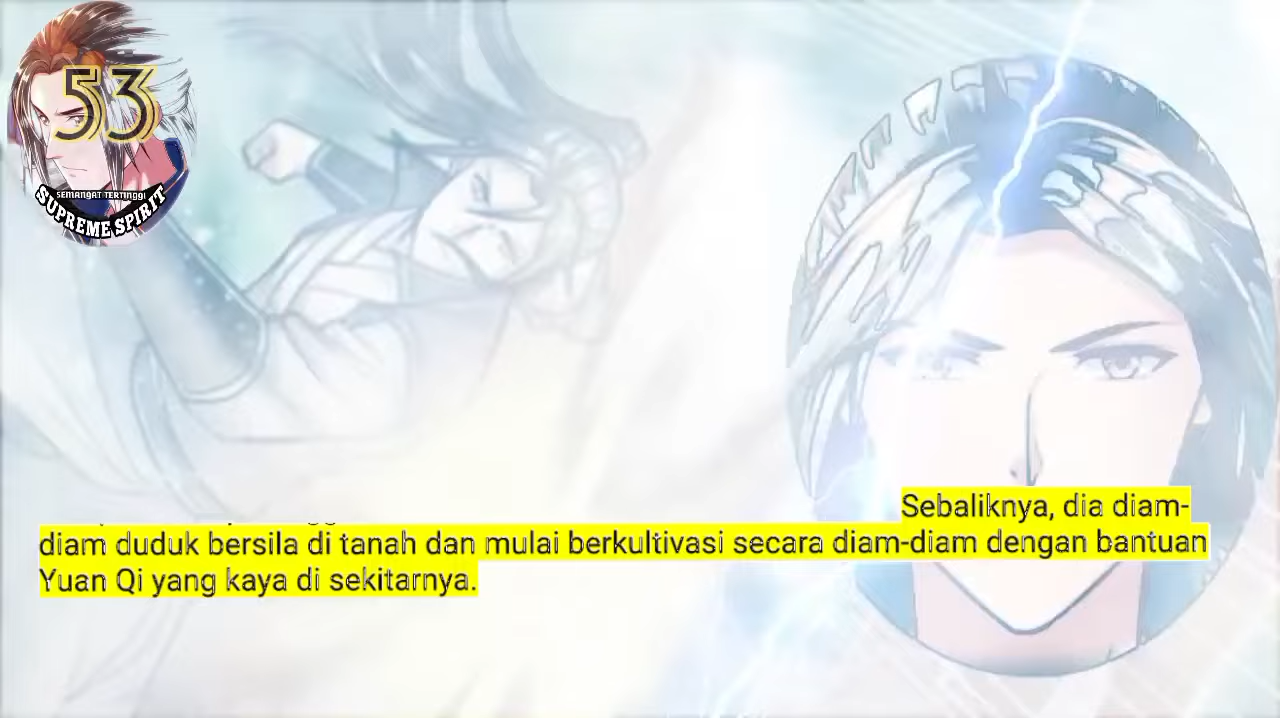 53
SEMANGAT TERTINGGI
SUPREME SPIRIT
Sebaliknya, dia diam-
diam duduk bersila di tanah dan mulai berkultivasi secara diam-diam dengan bantuan
Yuan Qi yang kaya di sekitarnya.